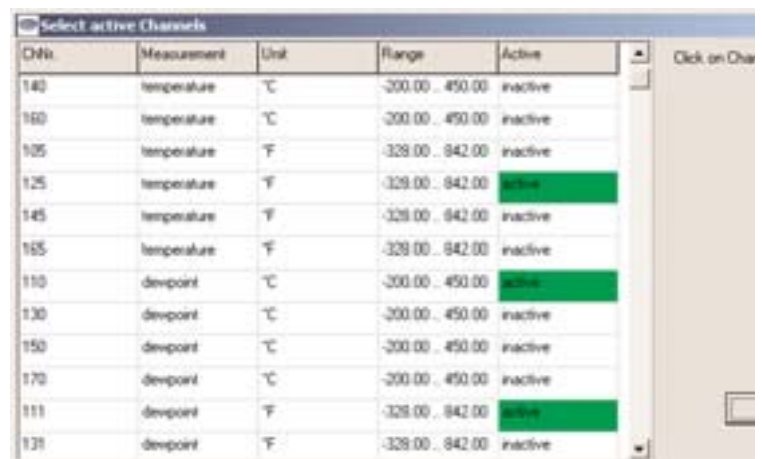 Select active Channels
ChNr. Measurement Unit Range Active
Click on Chan
140 temperature °C -200.00 .. 450.00 inactive
160 temperature °C -200.00 .. 450.00 inactive
105 temperature °F -328.00 .. 842.00 inactive
125 temperature °F -328.00 .. 842.00 active
145 temperature °F -328.00 .. 842.00 inactive
165 temperature °F -328.00 .. 842.00 inactive
110 dewpoint °C -200.00 .. 450.00 active
130 dewpoint °C -200.00 .. 450.00 inactive
150 dewpoint °C -200.00 .. 450.00 inactive
170 dewpoint °C -200.00 .. 450.00 inactive
111 dewpoint °F -328.00 .. 842.00 active
131 dewpoint °F -328.00 .. 842.00 inactive